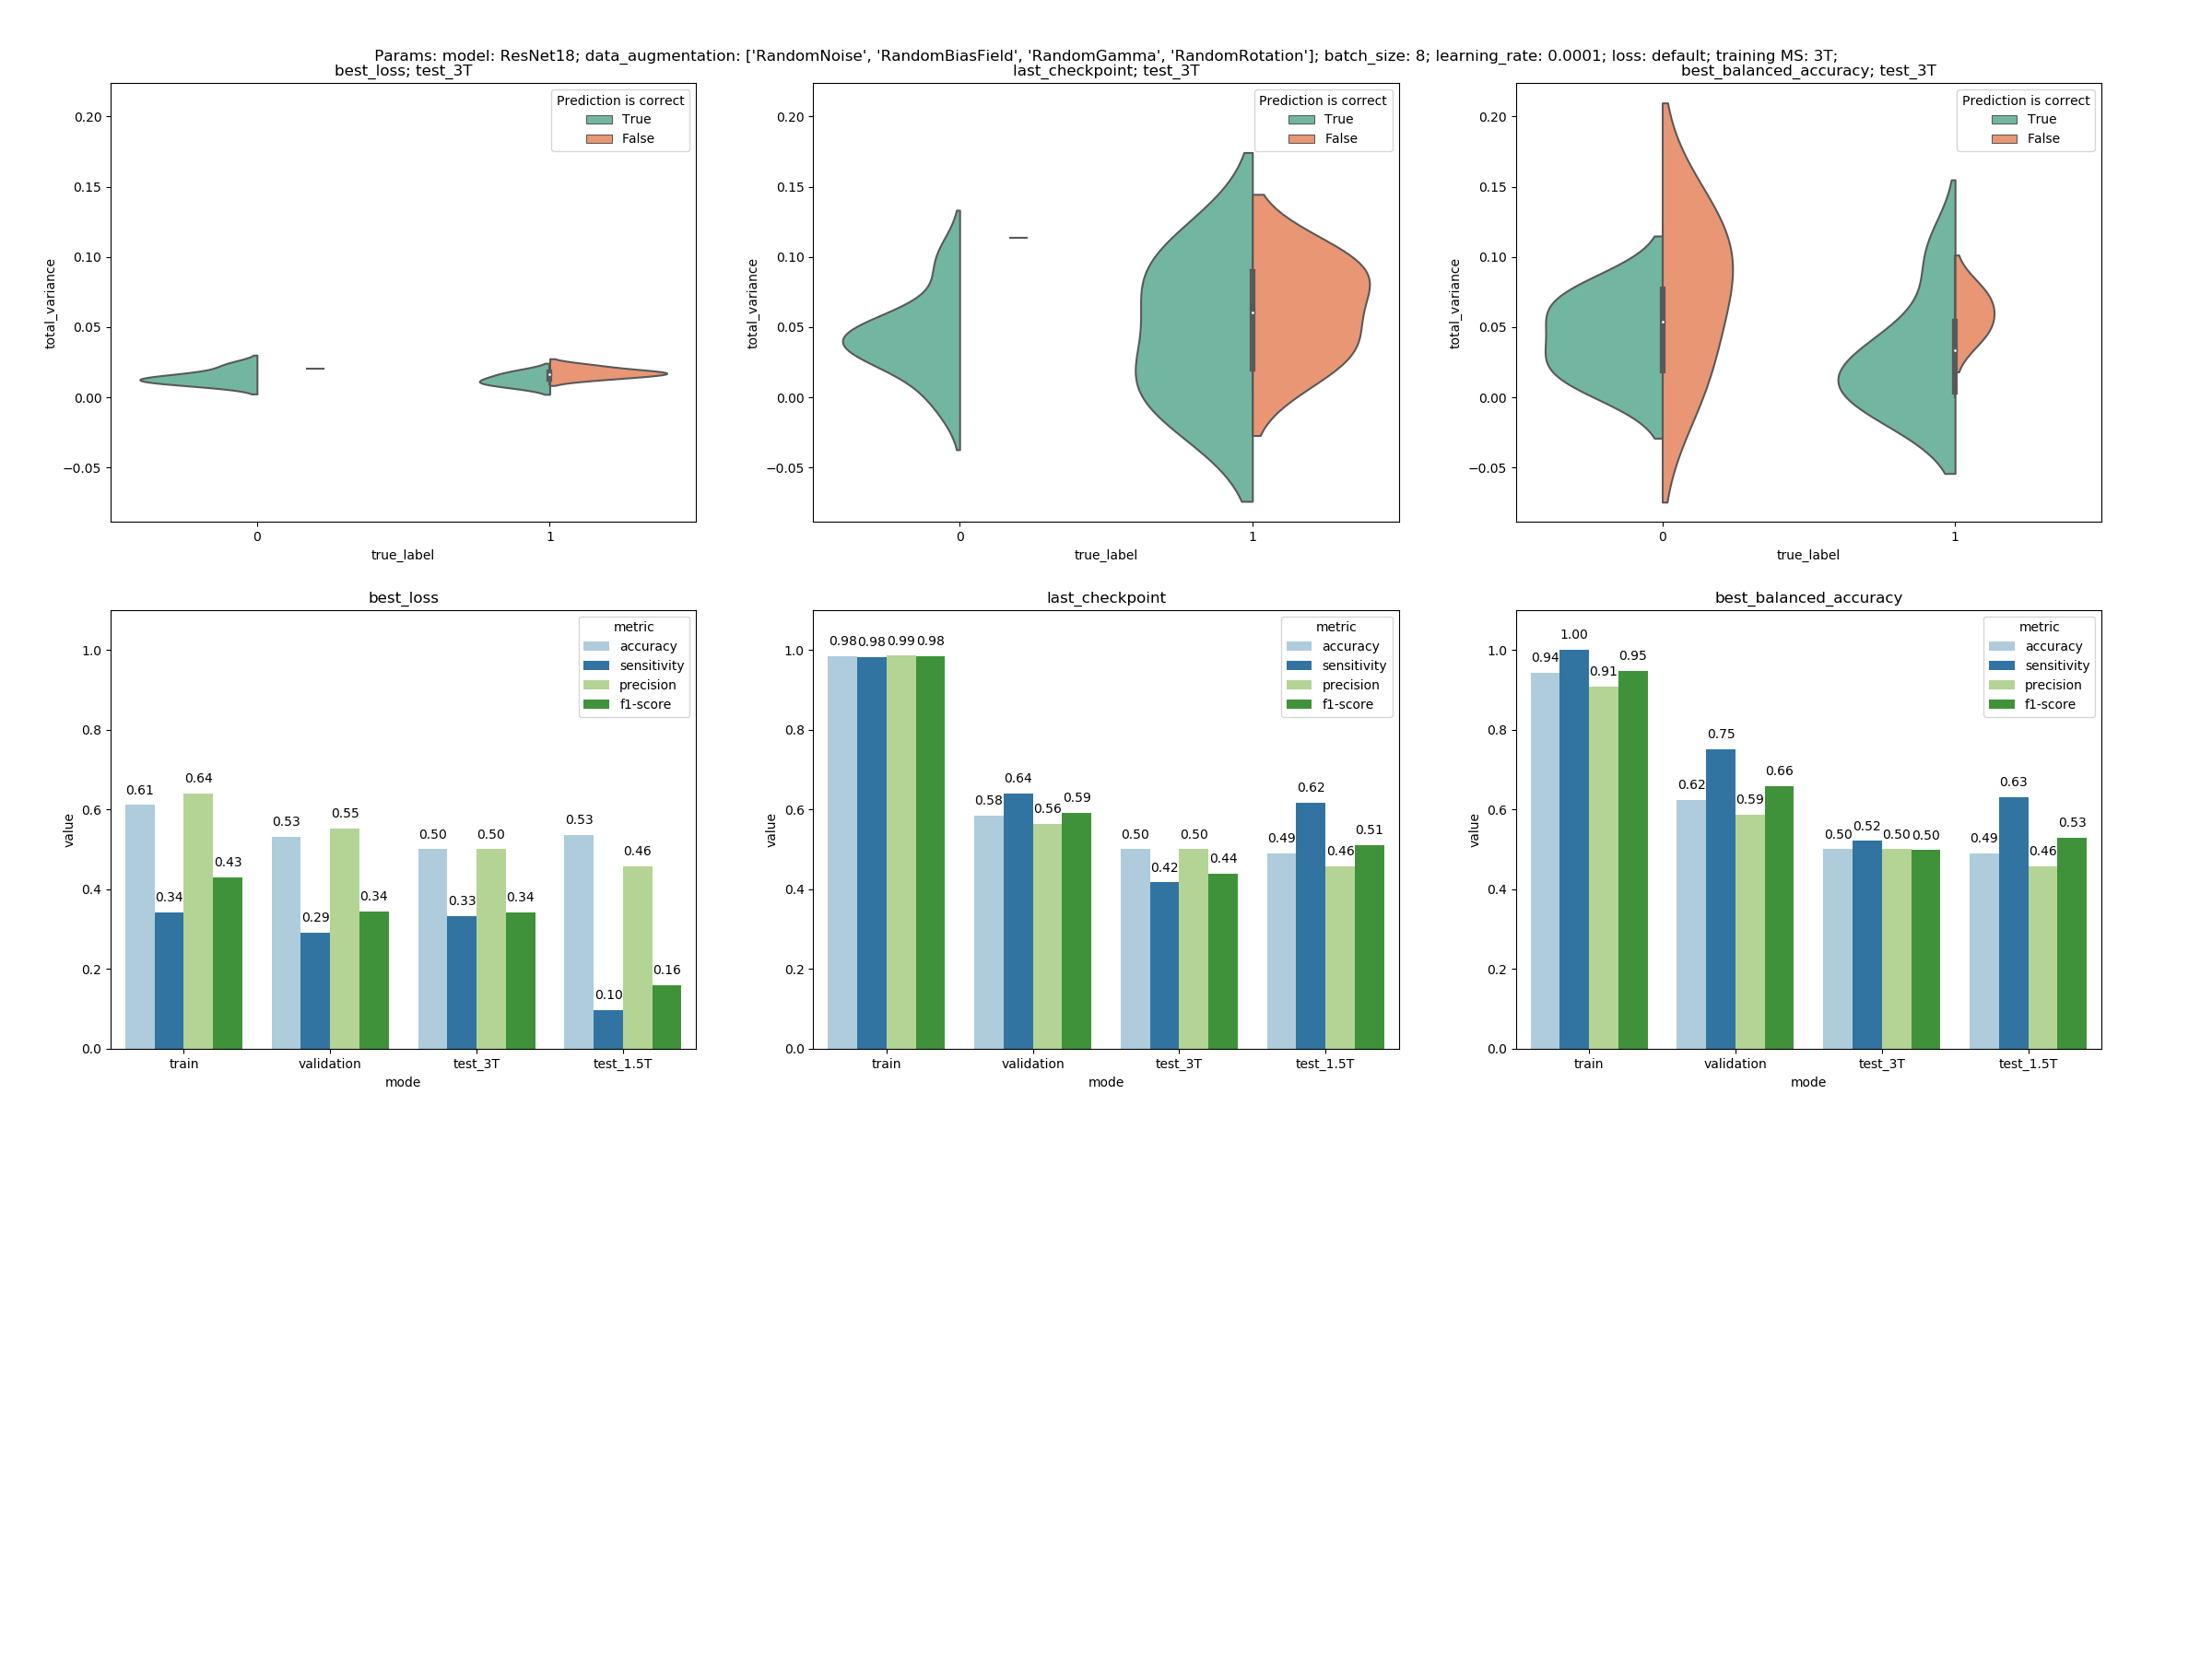 Params: model: ResNet18; data_augmentation: ['RandomNoise', 'RandomBiasField', 'RandomGamma', 'RandomRotation']; batch_size: 8; learning_rate: 0.0001; loss: default; training MS: 3T;
best_loss; test_3T
Prediction is correct
True
False
total_variance
0.20
0.15
0.10
0.05
0.00
−0.05
0
1
true_label
last_checkpoint; test_3T
Prediction is correct
True
False
total_variance
0.20
0.15
0.10
0.05
0.00
−0.05
0
1
true_label
best_balanced_accuracy; test_3T
Prediction is correct
True
False
total_variance
0.20
0.15
0.10
0.05
0.00
−0.05
0
1
true_label
best_loss
metric
accuracy
sensitivity
precision
f1-score
value
1.0
0.8
0.6
0.4
0.2
0.0
0.61
0.34
0.64
0.43
0.53
0.29
0.55
0.34
0.50
0.33
0.50
0.34
0.53
0.10
0.46
0.16
train
validation
test_3T
test_1.5T
mode
last_checkpoint
metric
accuracy
sensitivity
precision
f1-score
value
1.0
0.8
0.6
0.4
0.2
0.0
0.98
0.98
0.99
0.98
0.58
0.64
0.56
0.59
0.50
0.42
0.50
0.44
0.49
0.62
0.46
0.51
train
validation
test_3T
test_1.5T
mode
best_balanced_accuracy
metric
accuracy
sensitivity
precision
f1-score
value
1.0
0.8
0.6
0.4
0.2
0.0
0.94
1.00
0.91
0.95
0.62
0.75
0.59
0.66
0.50
0.52
0.50
0.50
0.49
0.63
0.46
0.53
train
validation
test_3T
test_1.5T
mode